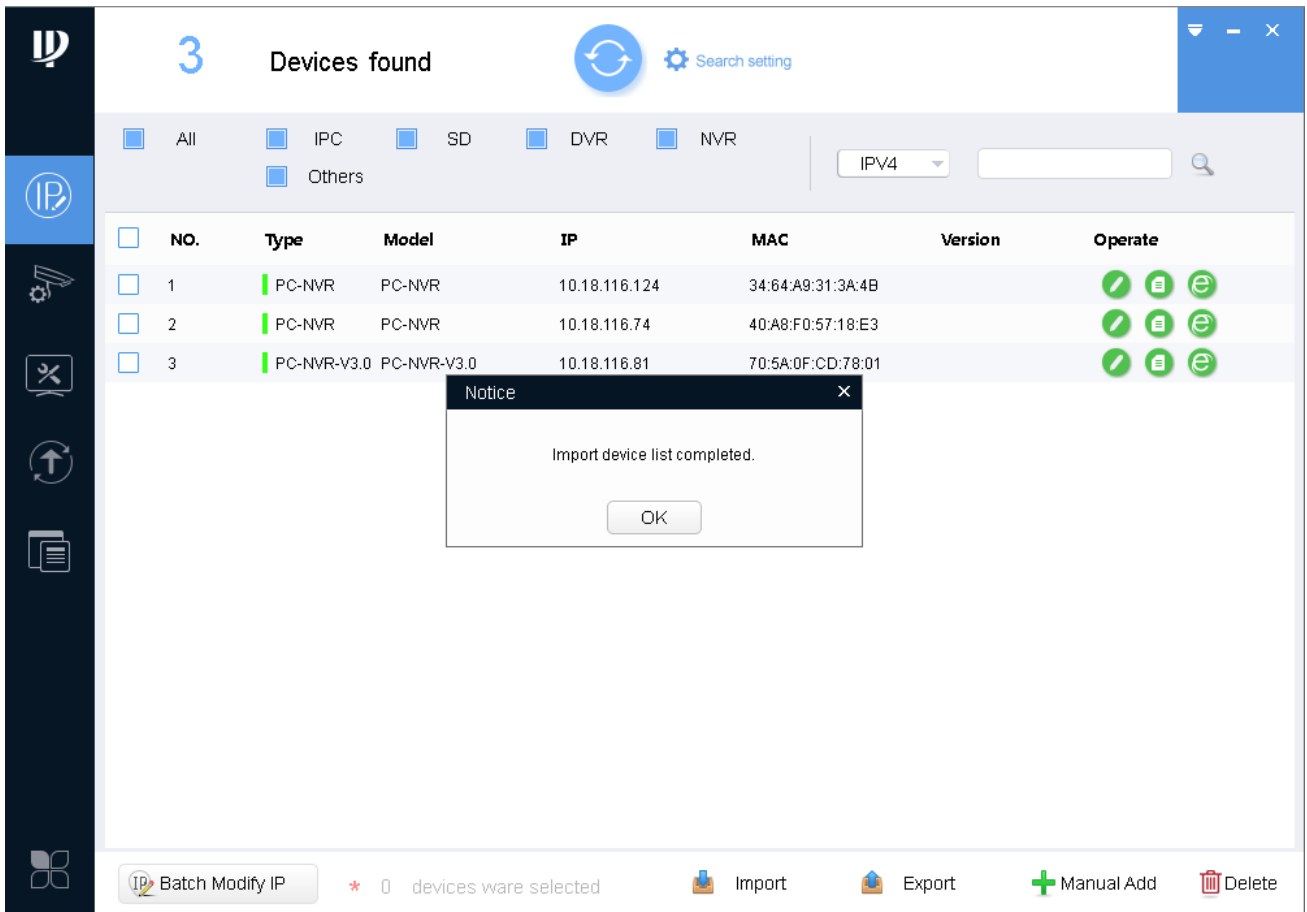 IP
3 Devices found Search setting
All IPC SD DVR NVR
Others
IPV4
IP
NO. Type Model IP MAC Version Operate
1 PC-NVR PC-NVR 10.18.116.124 34:64:A9:31:3A:4B
2 PC-NVR PC-NVR 10.18.116.74 40:A8:F0:57:18:E3
3 PC-NVR-V3.0 PC-NVR-V3.0 10.18.116.81 70:5A:0F:CD:78:01
Notice
Import device list completed.
OK
IP Batch Modify IP * 0 devices ware selected Import Export Manual Add Delete